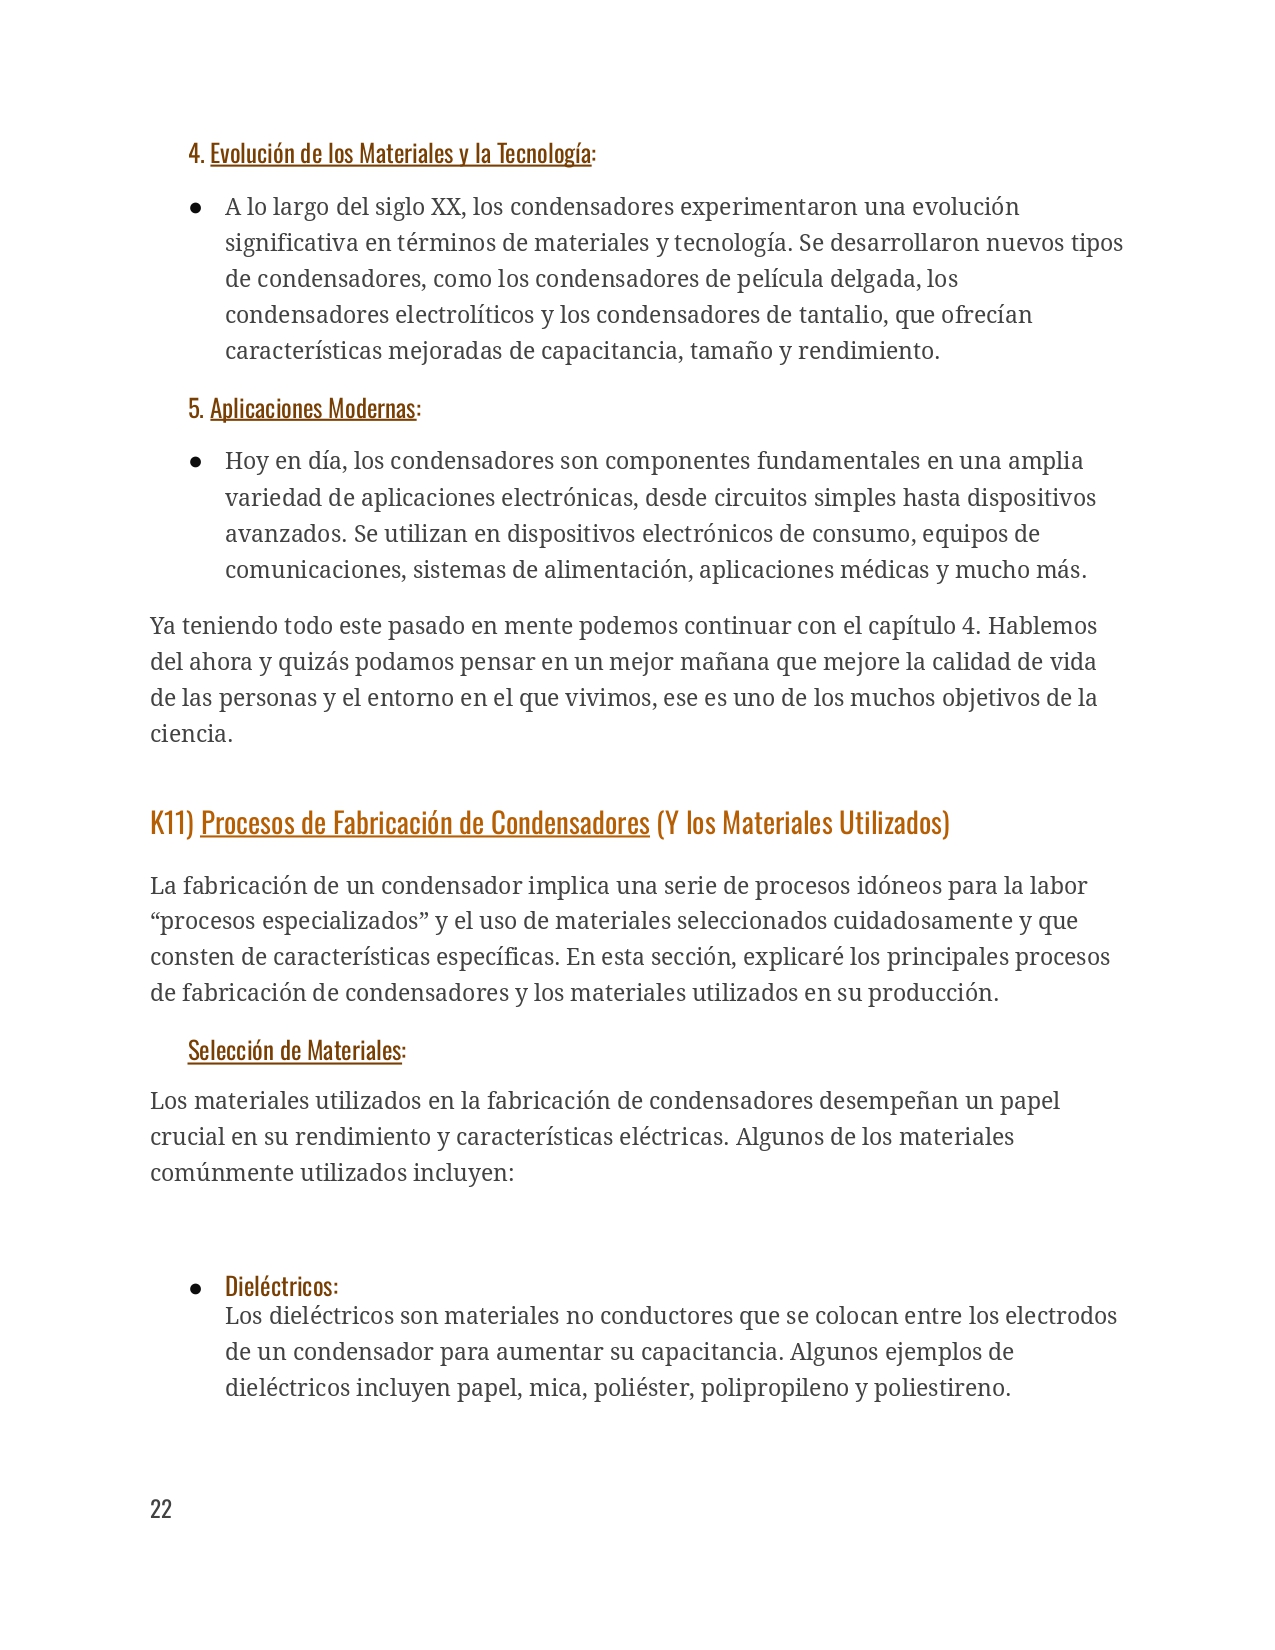 4. Evolución de los Materiales y la Tecnología:
● A lo largo del siglo XX, los condensadores experimentaron una evolución
significativa en términos de materiales y tecnología. Se desarrollaron nuevos tipos
de condensadores, como los condensadores de película delgada, los
condensadores electrolíticos y los condensadores de tantalio, que ofrecían
características mejoradas de capacitancia, tamaño y rendimiento.
5. Aplicaciones Modernas:
● Hoy en día, los condensadores son componentes fundamentales en una amplia
variedad de aplicaciones electrónicas, desde circuitos simples hasta dispositivos
avanzados. Se utilizan en dispositivos electrónicos de consumo, equipos de
comunicaciones, sistemas de alimentación, aplicaciones médicas y mucho más.
Ya teniendo todo este pasado en mente podemos continuar con el capítulo 4. Hablemos
del ahora y quizás podamos pensar en un mejor mañana que mejore la calidad de vida
de las personas y el entorno en el que vivimos, ese es uno de los muchos objetivos de la
ciencia.
K11) Procesos de Fabricación de Condensadores (Y los Materiales Utilizados)
La fabricación de un condensador implica una serie de procesos idóneos para la labor
“procesos especializados” y el uso de materiales seleccionados cuidadosamente y que
consten de características específicas. En esta sección, explicaré los principales procesos
de fabricación de condensadores y los materiales utilizados en su producción.
Selección de Materiales:
Los materiales utilizados en la fabricación de condensadores desempeñan un papel
crucial en su rendimiento y características eléctricas. Algunos de los materiales
comúnmente utilizados incluyen:
● Dieléctricos:
Los dieléctricos son materiales no conductores que se colocan entre los electrodos
de un condensador para aumentar su capacitancia. Algunos ejemplos de
dieléctricos incluyen papel, mica, poliéster, polipropileno y poliestireno.
22